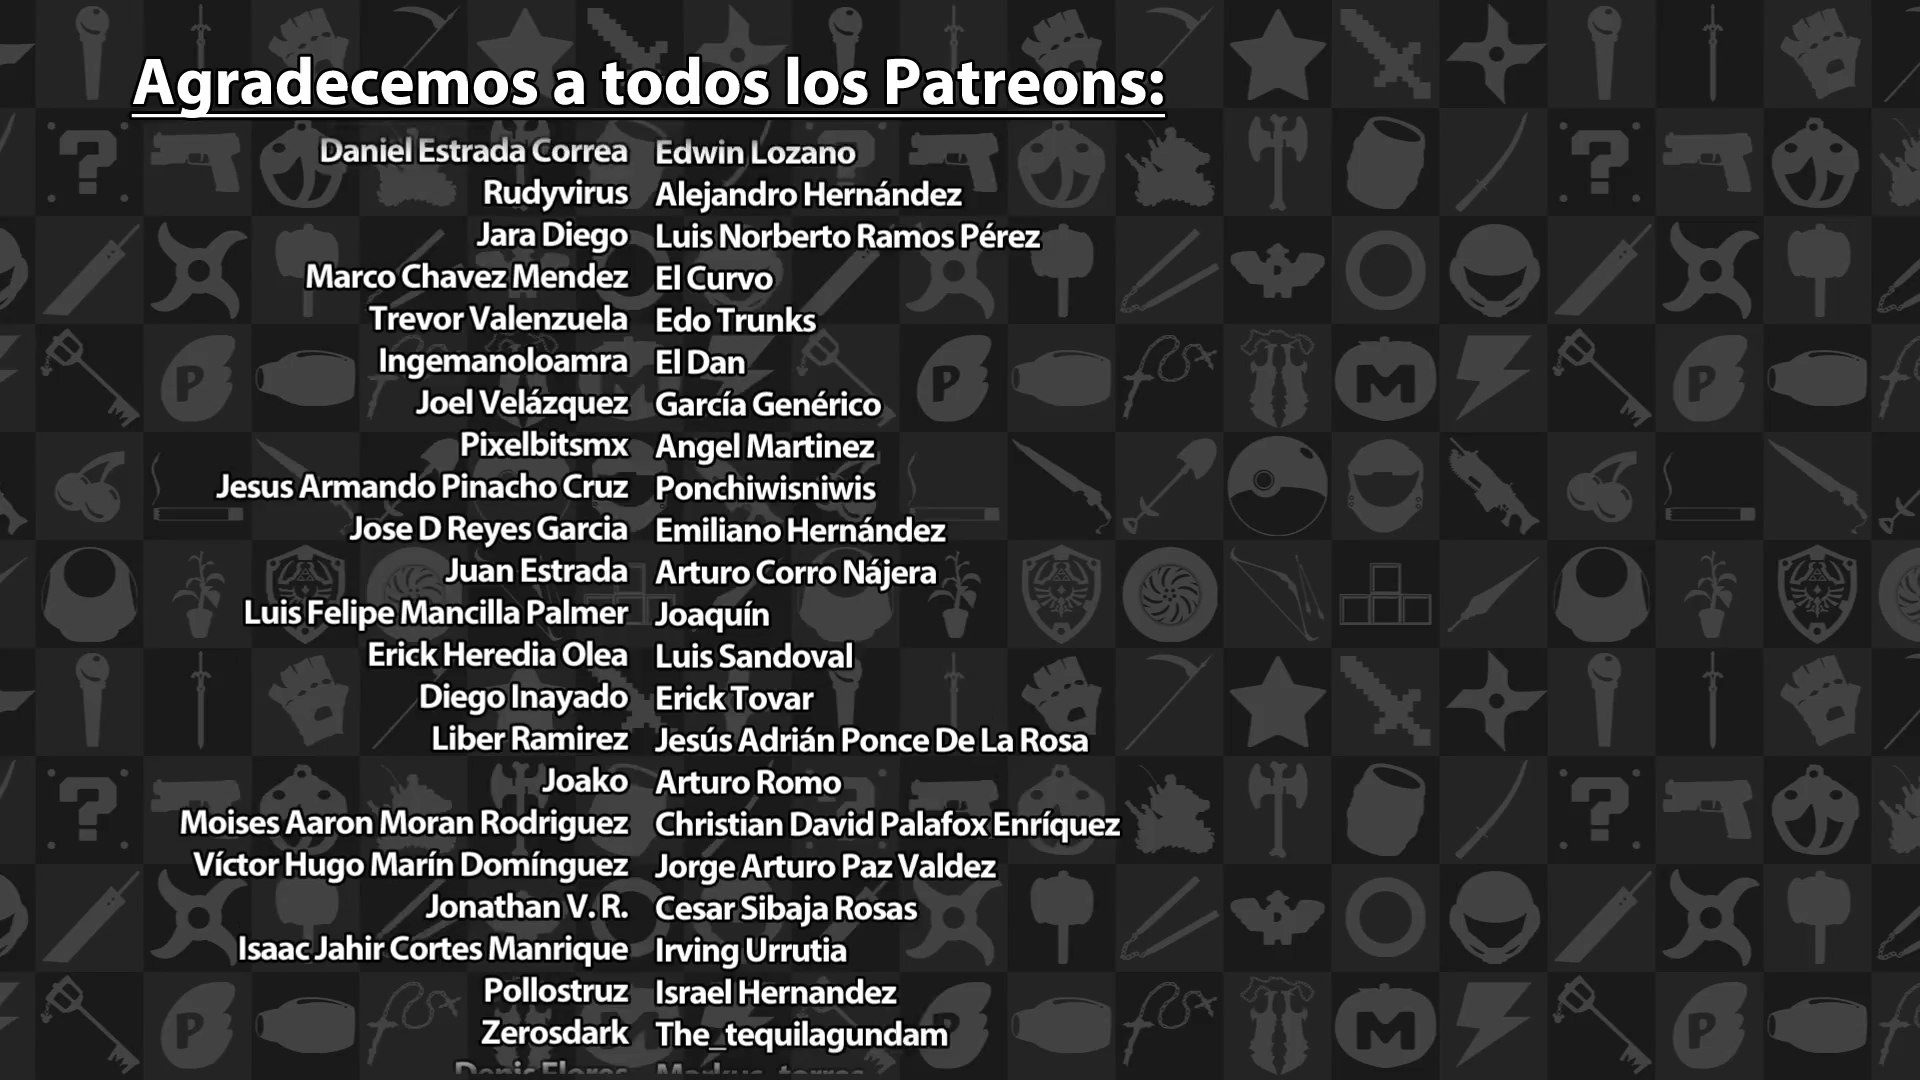 Agradecemos a todos los Patreons:
Daniel Estrada Correa Edwin Lozano
Rudyvirus Alejandro Hernández
Jara Diego Luis Norberto Ramos Pérez
Marco Chavez Mendez El Curvo
Trevor Valenzuela Edo Trunks
Ingemanoloamra El Dan
Joel Velázquez García Genérico
Pixelbitsmx Angel Martinez
Jesus Armando Pinacho Cruz Ponchiwisniwis
Jose D Reyes Garcia Emiliano Hernández
Juan Estrada Arturo Corro Nájera
Luis Felipe Mancilla Palmer Joaquín
Erick Heredia Olea Luis Sandoval
Diego Inayado Erick Tovar
Liber Ramirez Jesús Adrián Ponce De La Rosa
Joako Arturo Romo
Moises Aaron Moran Rodriguez Christian David Palafox Enríquez
Víctor Hugo Marín Domínguez Jorge Arturo Paz Valdez
Jonathan V. R. Cesar Sibaja Rosas
Isaac Jahir Cortes Manrique Irving Urrutia
Pollostruz Israel Hernandez
Zerosdark The_tequilagundam
Denis Flores Markus_torres